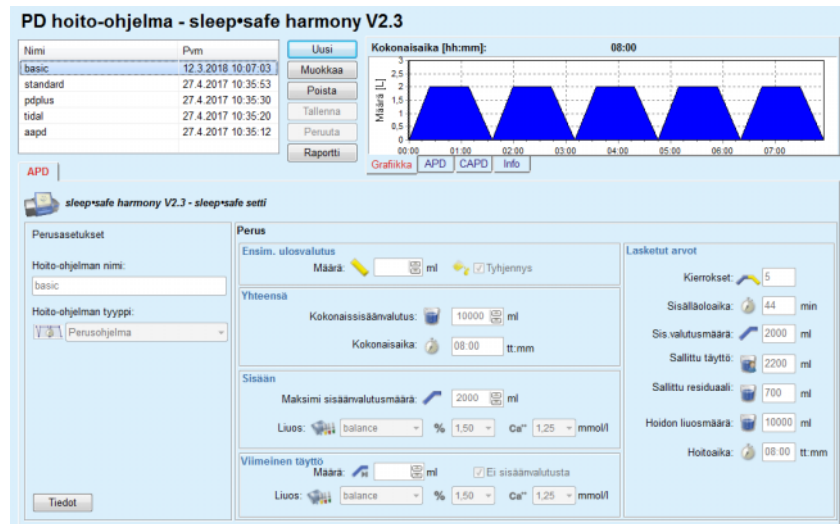 PD hoito-ohjelma - sleep•safe harmony V2.3
Nimi Pvm
basic 12.3.2018 10:07:03
standard 27.4.2017 10:35:53
pdplus 27.4.2017 10:35:30
tidal 27.4.2017 10:35:20
aapd 27.4.2017 10:35:12
Uusi
Muokkaa
Poista
Tallenna
Peruuta
Raportti
Kokonaisaika [hh:mm]: 08:00
Määrä [L]
3
2,5
2
1,5
1
0,5
0
00:00 01:00 02:00 03:00 04:00 05:00 06:00 07:00
Grafiikka APD CAPD Info
APD
sleep•safe harmony V2.3 - sleep•safe setti
Perusasetukset
Hoito-ohjelman nimi:
basic
Hoito-ohjelman tyyppi:
Perusohjelma
Tiedot
Perus
Ensim. ulosvalutus
Määrä: ml Tyhjennys
Yhteensä
Kokonaissisäänvalutus: 10000 ml
Kokonaisaika: 08:00 tt:mm
Sisään
Maksimi sisäänvalutusmäärä: 2000 ml
Liuos: balance % 1,50 Ca⁺⁺ 1,25 mmol/l
Viimeinen täyttö
Määrä: ml Ei sisäänvalutusta
Liuos: balance % 1,50 Ca⁺⁺ 1,25 mmol/l
Lasketut arvot
Kierrokset: 5
Sisälläoloaika: 44 min
Sis.valutusmäärä: 2000 ml
Sallittu täyttö: 2200 ml
Sallittu residuaali: 700 ml
Hoidon liuosmäärä: 10000 ml
Hoitoaika: 08:00 tt:mm